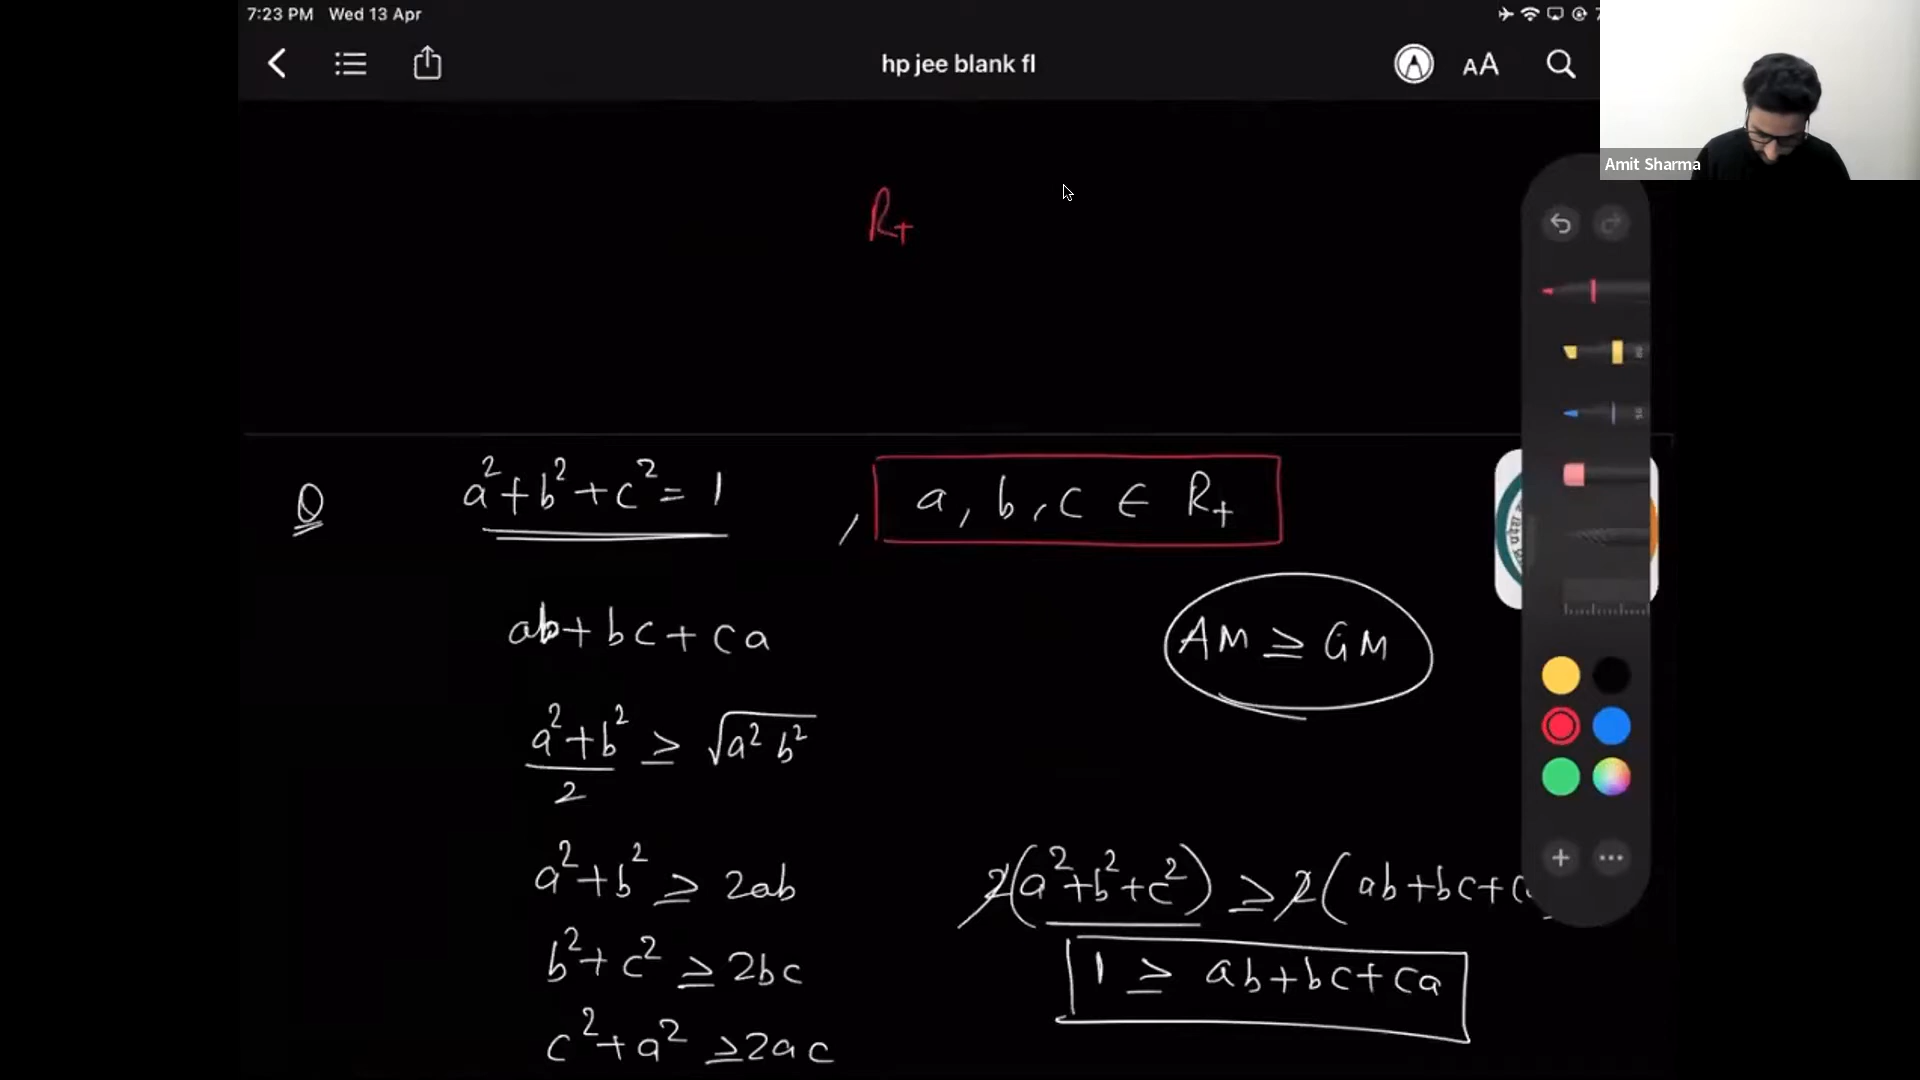 7:23 PM Wed 13 Apr
hp jee blank fl
AA
Amit Sharma
R₊
Q a² + b² + c² = 1 , a, b, c ∈ R₊
ab + bc + ca
AM ≥ GM
a² + b² / 2 ≥ √a² b²
a² + b² ≥ 2ab
2(a² + b² + c²) ≥ 2(ab + bc + c
b² + c² ≥ 2bc
1 ≥ ab + bc + ca
c² + a² ≥ 2ac